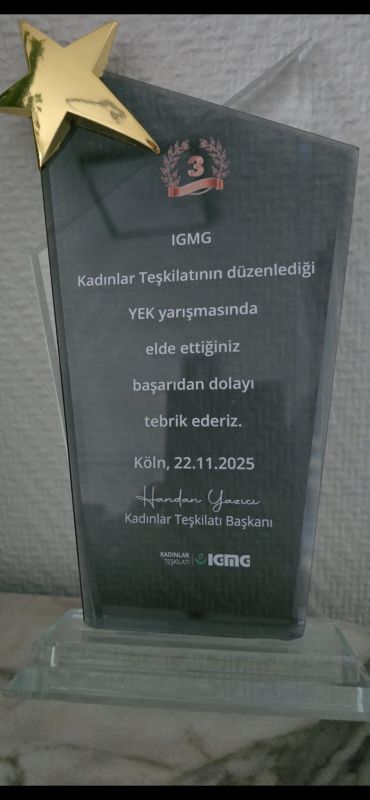 3
IGMG
Kadınlar Teşkilatının düzenlediği
YEK yarışmasında
elde ettiğiniz
başarıdan dolayı
tebrik ederiz.
Köln, 22.11.2025
Handan Yazıcı
Kadınlar Teşkilatı Başkanı
KADINLAR
TEŞKİLATI
IGMG